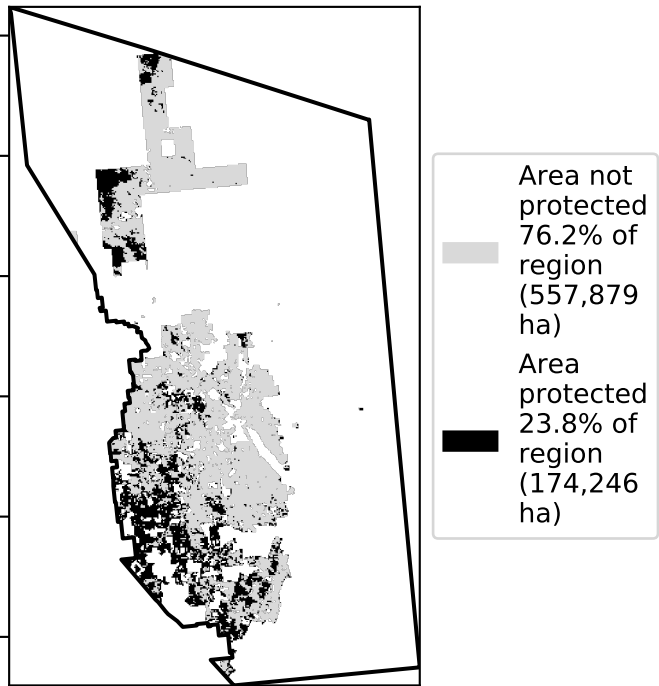 Area not
protected
76.2% of
region
(557,879
ha)
Area
protected
23.8% of
region
(174,246
ha)